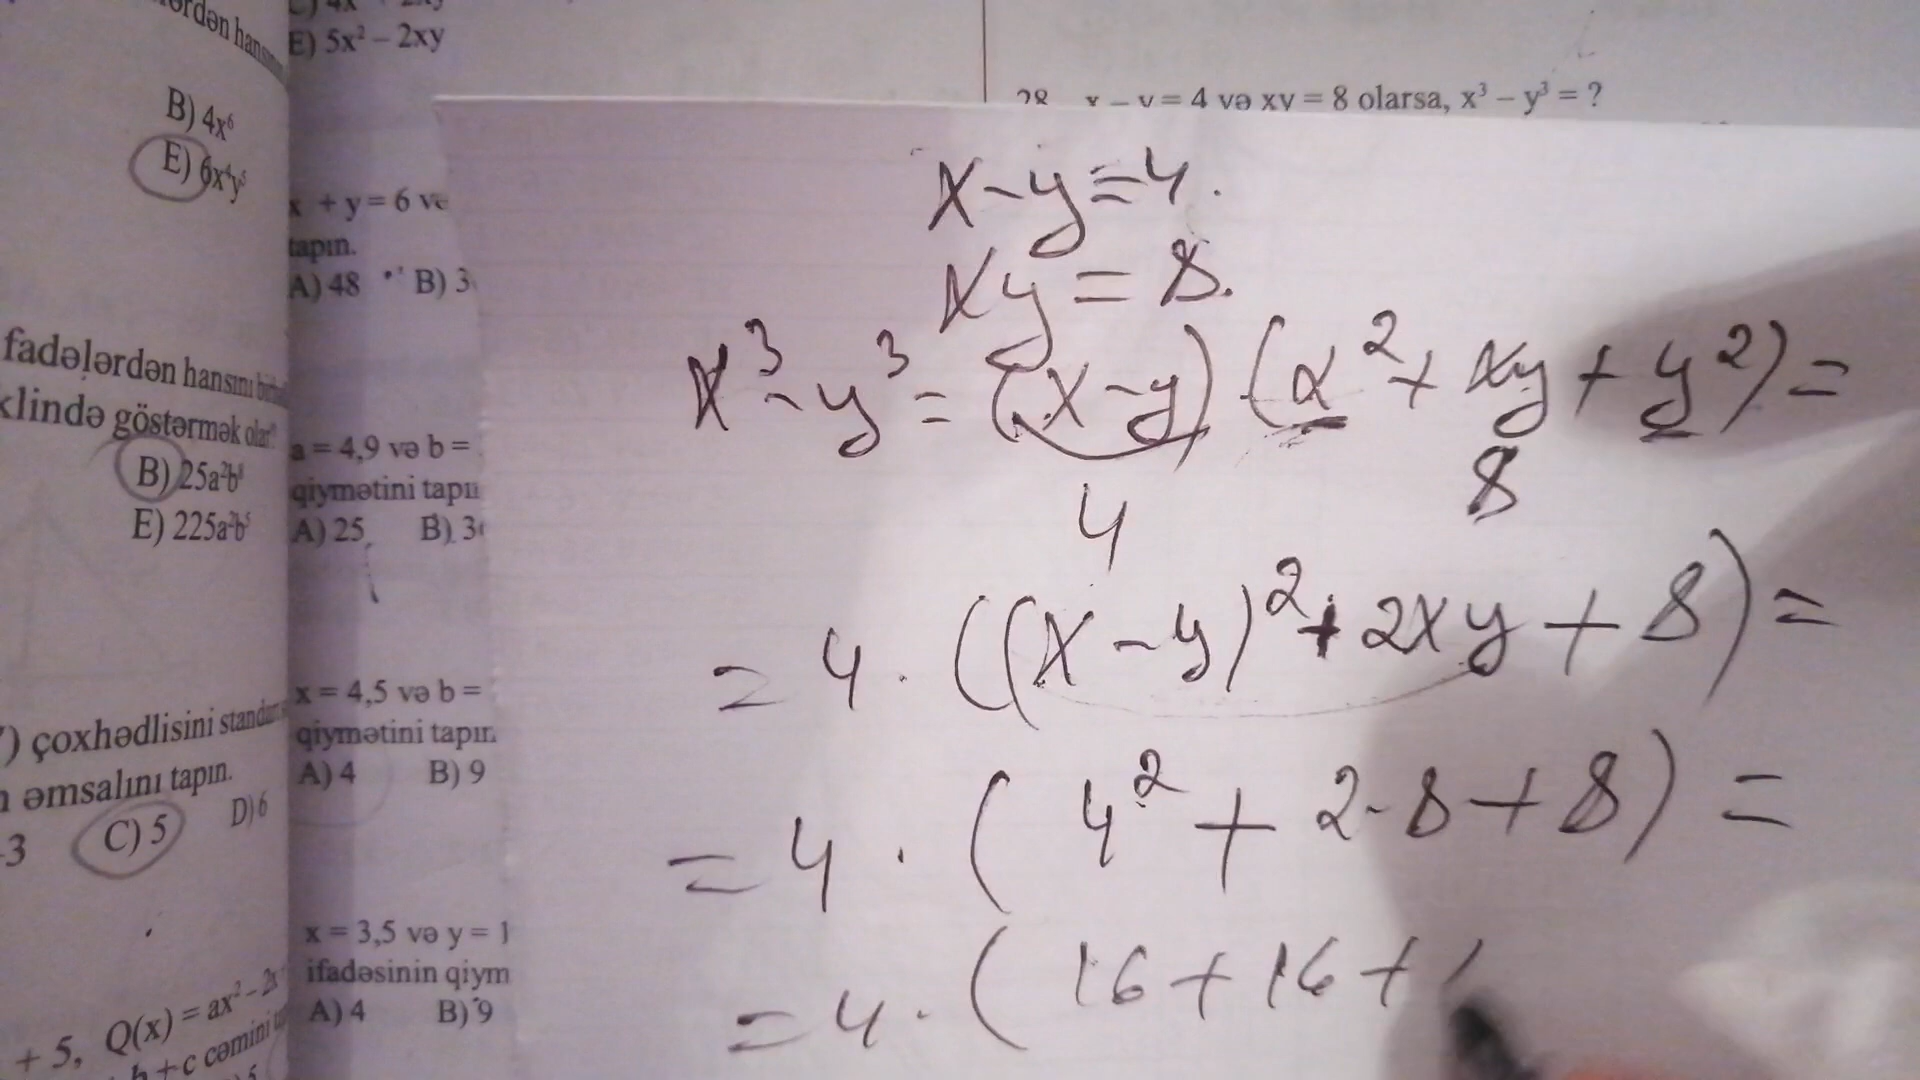 E) 5x² – 2xy
B) 4x⁶
E) 6x⁴y⁵
x + y = 6
tapın.
A) 48 B) 3
fadələrdən hansını
klində göstərmək olar?
B) 25a²b⁸
E) 225a²b⁵
a = 4,9 və b =
qiymətini tapın
A) 25 B) 3
x = 4,5 və b =
qiymətini tapın.
A) 4 B) 9
) çoxhədlisini standart
əmsalını tapın.
-3 C) 5 D) 6
x = 3,5 və y = 1
ifadəsinin qiym
A) 4 B) 9
+ 5, Q(x) = ax² – 2x
b + c cəmini
28. x – y = 4 və xy = 8 olarsa, x³ – y³ = ?
x-y=4.
xy = 8.
x³-y³ = (x-y) (x²+ xy + y²) =
4 8
= 4 · ((x-y)²+2xy + 8) =
= 4 · ( 4² + 2·8 + 8) =
= 4 · ( 16 + 16 +